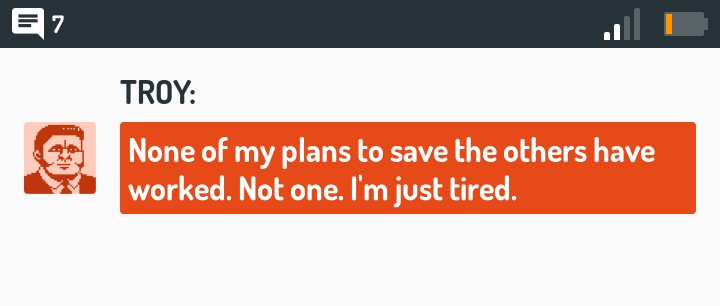 7
TROY:
None of my plans to save the others have
worked. Not one. I'm just tired.